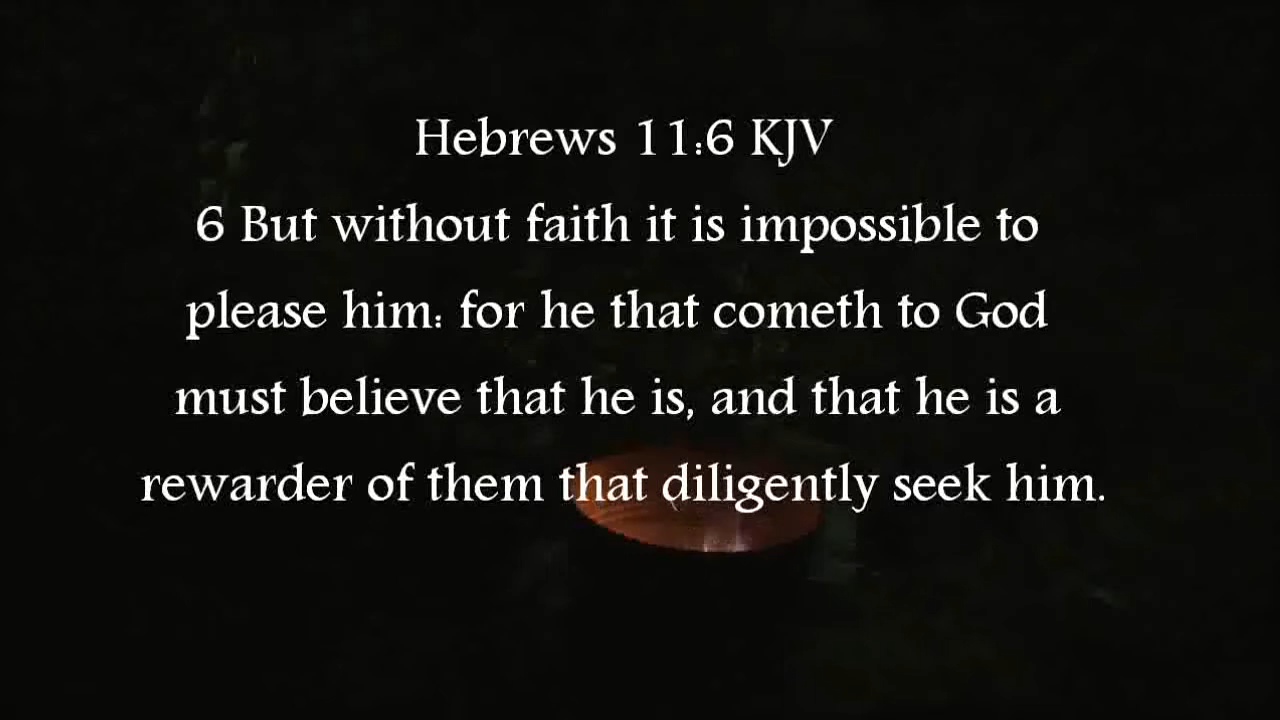 Hebrews 11:6 KJV
6 But without faith it is impossible to
please him: for he that cometh to God
must believe that he is, and that he is a
rewarder of them that diligently seek him.